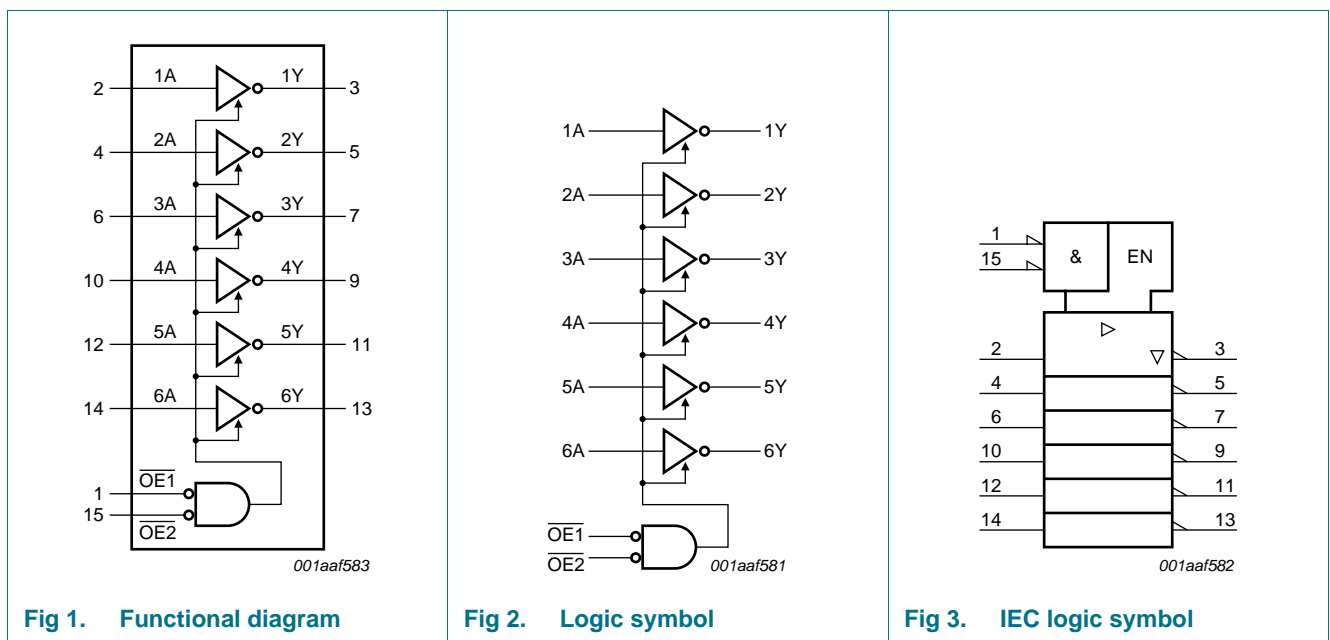 2 1A 1Y 3
4 2A 2Y 5
6 3A 3Y 7
10 4A 4Y 9
12 5A 5Y 11
14 6A 6Y 13
1 OE1
15 OE2
001aaf583
Fig 1. Functional diagram
1A 1Y
2A 2Y
3A 3Y
4A 4Y
5A 5Y
6A 6Y
OE1
OE2
001aaf581
Fig 2. Logic symbol
1
15
& EN
2 3
4 5
6 7
10 9
12 11
14 13
001aaf582
Fig 3. IEC logic symbol